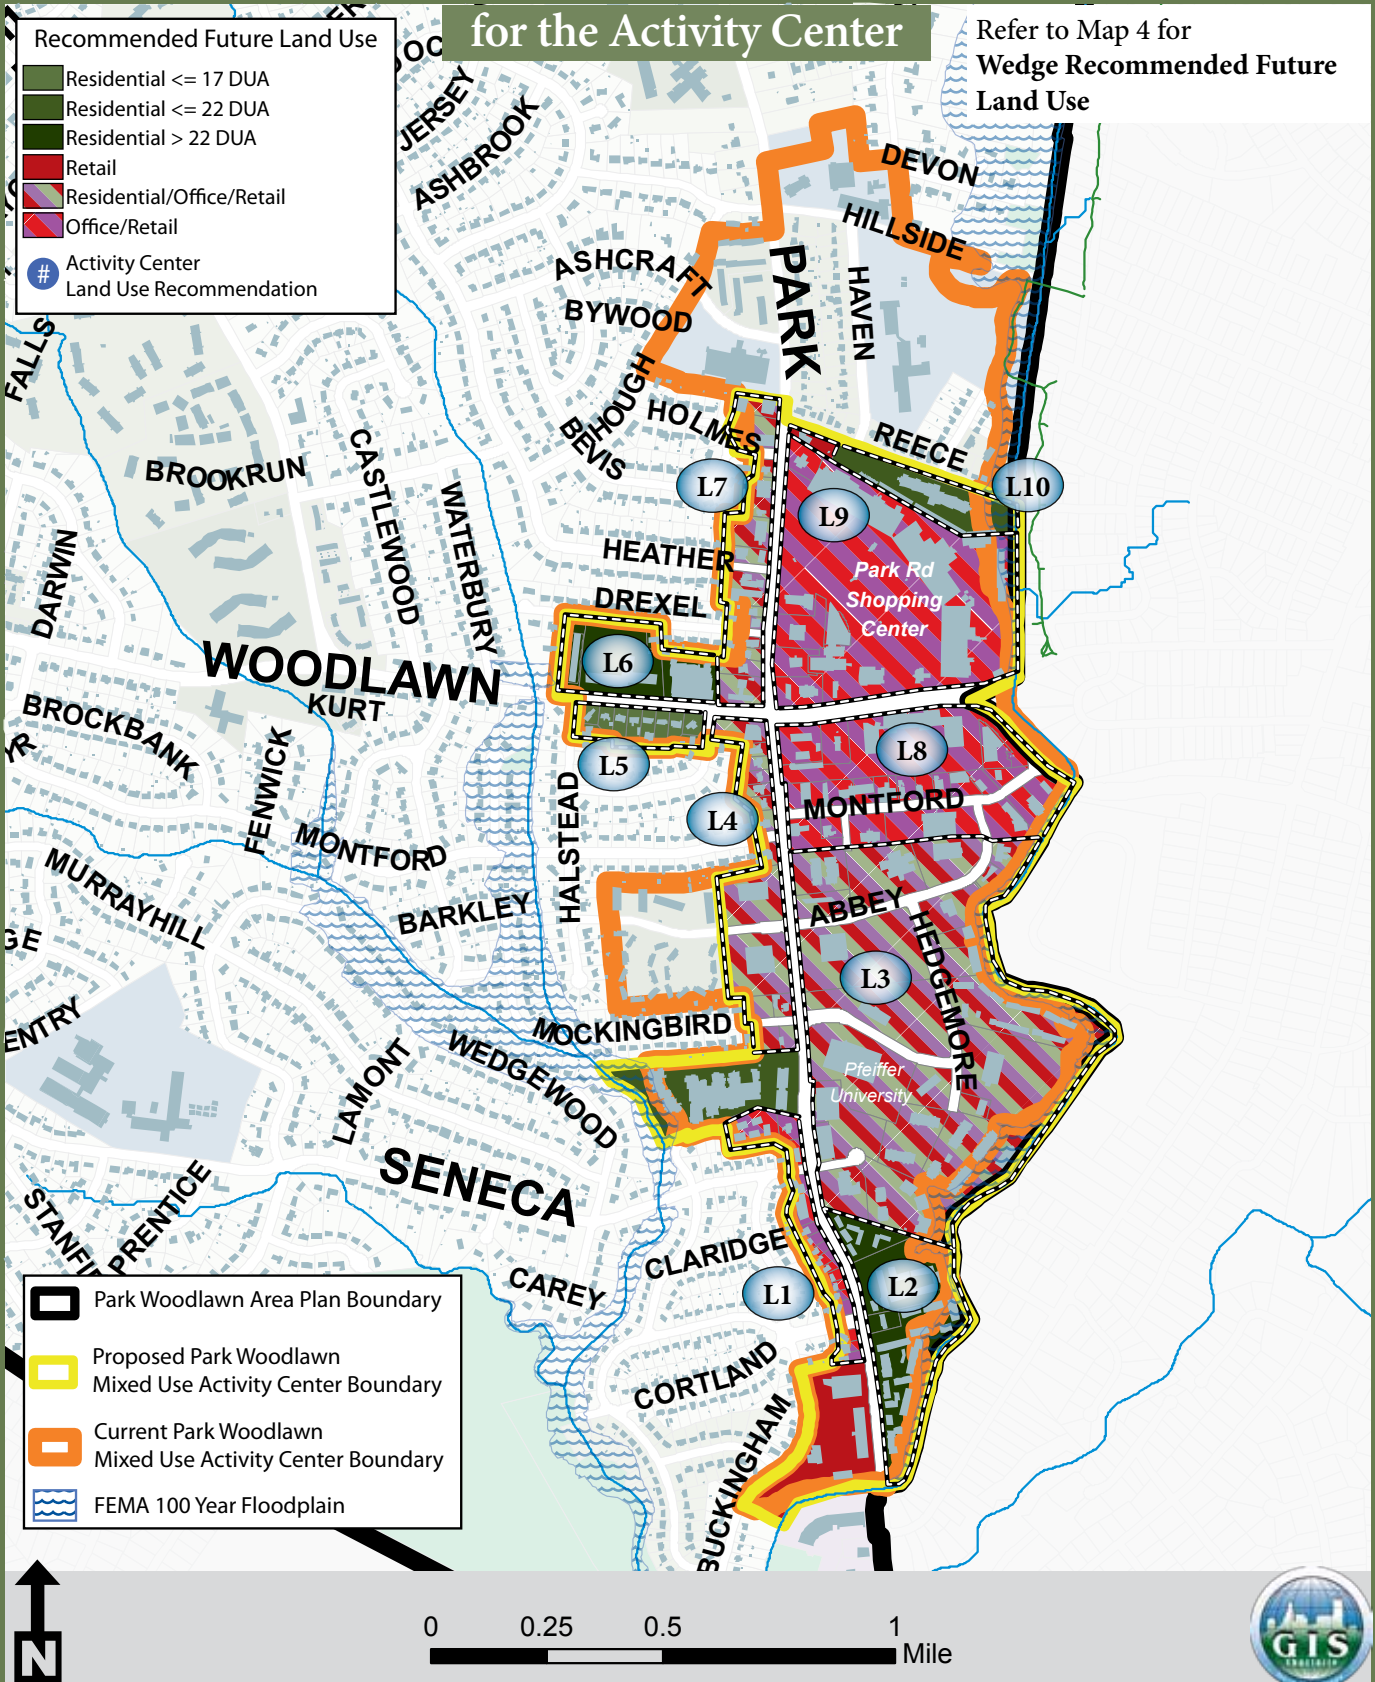 for the Activity Center
Refer to Map 4 for
Wedge Recommended Future
Land Use
Recommended Future Land Use
Residential <= 17 DUA
Residential <= 22 DUA
Residential > 22 DUA
Retail
Residential/Office/Retail
Office/Retail
#
Activity Center
Land Use Recommendation
JERSEY
ASHBROOK
DEVON
HILLSIDE
PARK
HAVEN
ASHCRAFT
BYWOOD
FALLS
HOUGH
HOLMES
BEVIS
REECE
BROOKRUN
CASTLEWOOD
WATERBURY
L7
L9
L10
HEATHER
DREXEL
Park Rd
Shopping
Center
DARWIN
L6
WOODLAWN
KURT
BROCKBANK
YR
FENWICK
L5
L8
HALSTEAD
L4
MONTFORD
MONTFORD
MURRAYHILL
BARKLEY
ABBEY
HEDGEMORE
GE
L3
ENTRY
MOCKINGBIRD
WEDGEWOOD
LAMONT
Pfeiffer
University
SENECA
PRENTICE
STANFI
CLARIDGE
CAREY
L1
L2
CORTLAND
BUCKINGHAM
Park Woodlawn Area Plan Boundary
Proposed Park Woodlawn
Mixed Use Activity Center Boundary
Current Park Woodlawn
Mixed Use Activity Center Boundary
FEMA 100 Year Floodplain
N
0 0.25 0.5 1
Mile
GIS